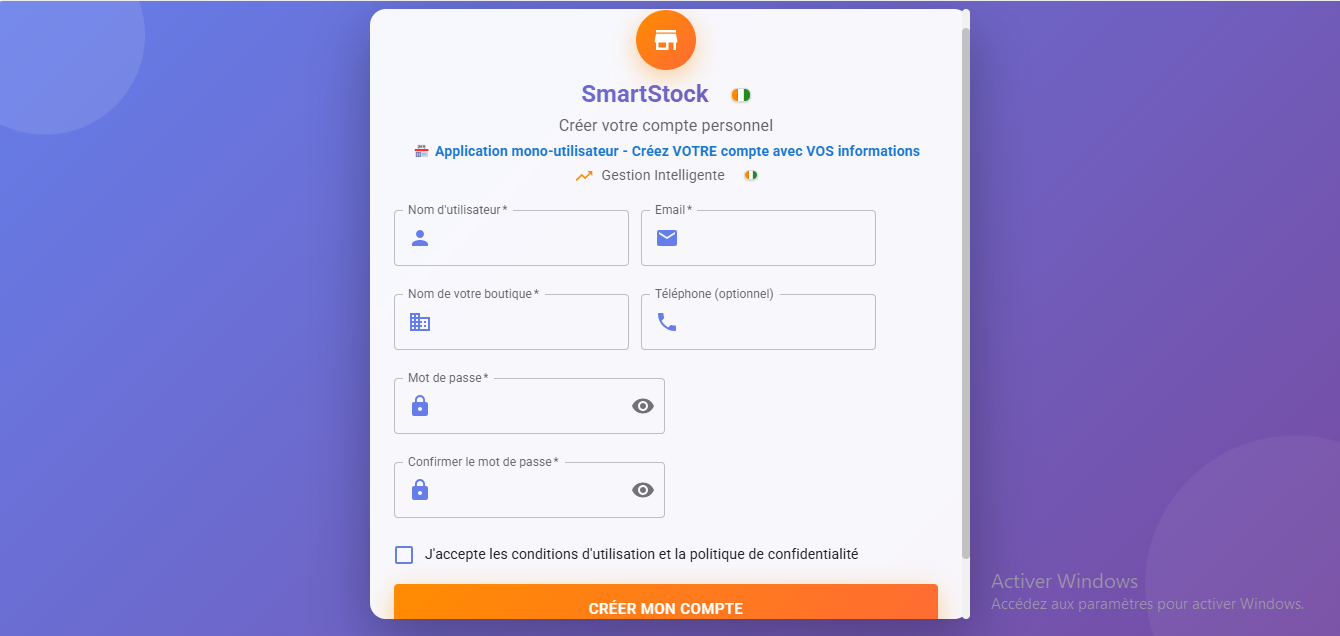 SmartStock
Créer votre compte personnel
Application mono-utilisateur - Créez VOTRE compte avec VOS informations
Gestion Intelligente
Nom d'utilisateur *
Email *
Nom de votre boutique *
Téléphone (optionnel)
Mot de passe *
Confirmer le mot de passe *
J'accepte les conditions d'utilisation et la politique de confidentialité
CRÉER MON COMPTE
Activer Windows
Accédez aux paramètres pour activer Windows.